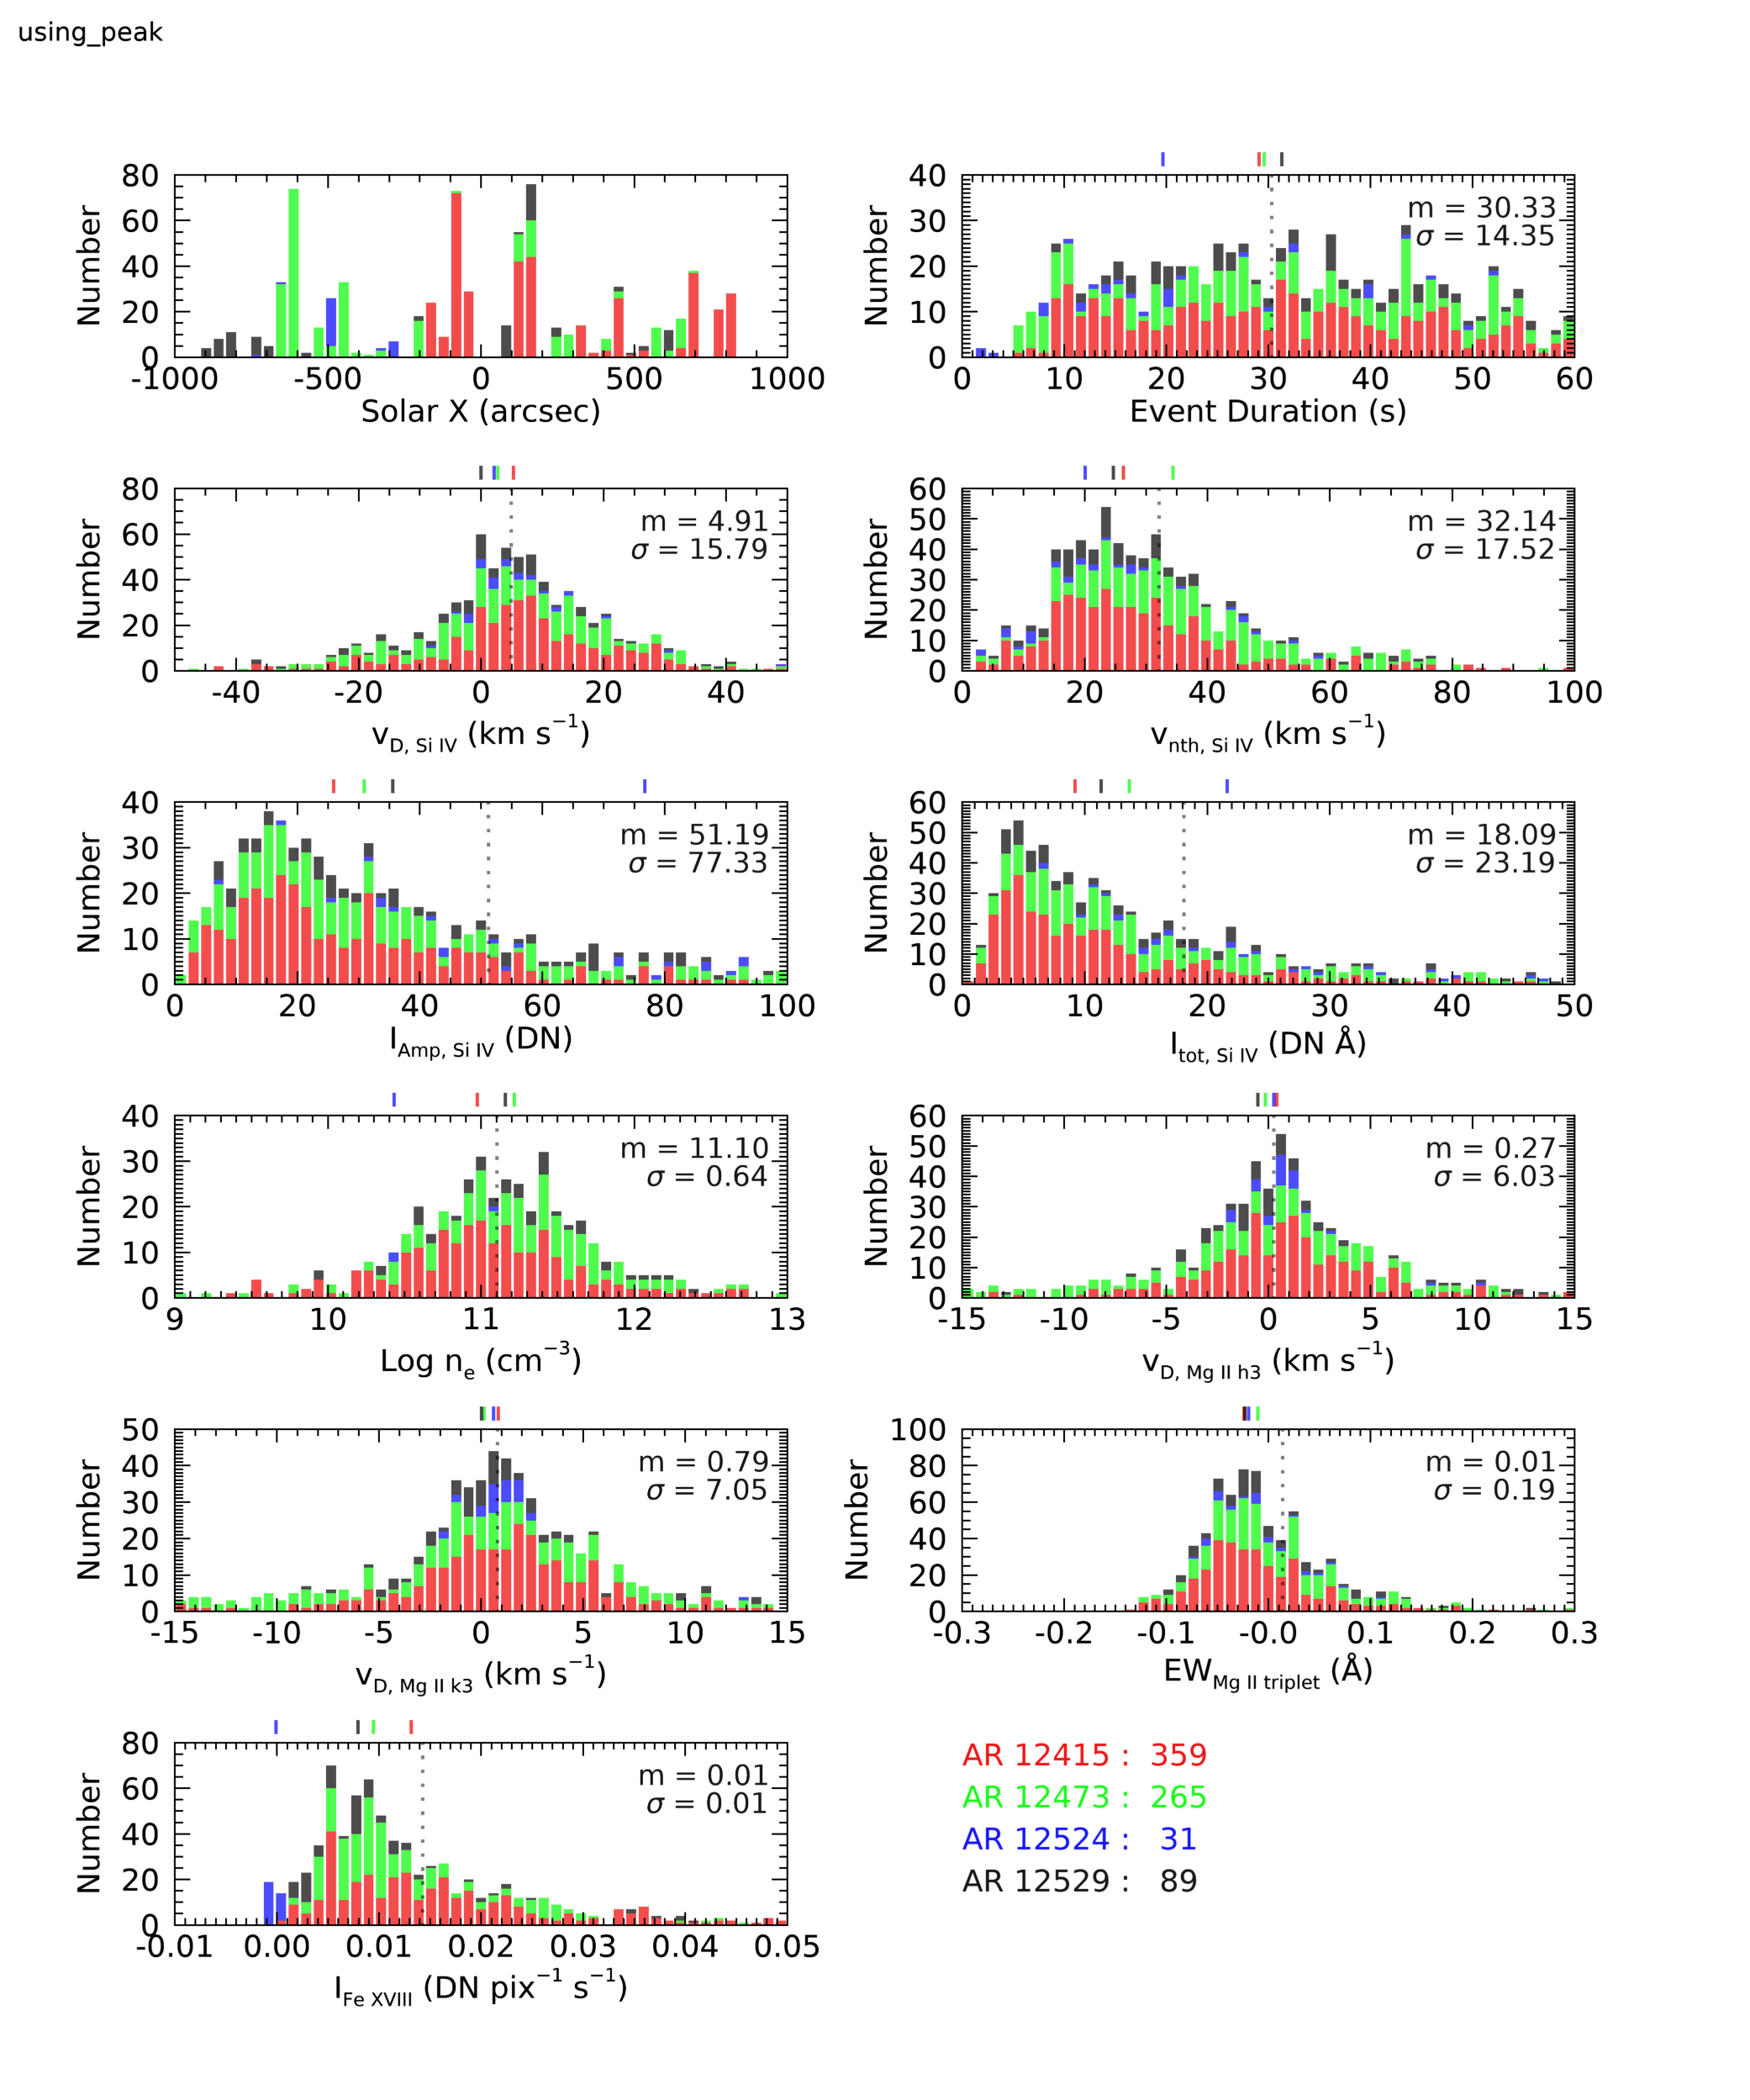 using_peak
80
60
40
20
0
Number
-1000 -500 0 500 1000
Solar X (arcsec)
40
30
20
10
0
Number
m = 30.33
σ = 14.35
0 10 20 30 40 50 60
Event Duration (s)
80
60
40
20
0
Number
m = 4.91
σ = 15.79
-40 -20 0 20 40
v_D, Si IV (km s⁻¹)
60
50
40
30
20
10
0
Number
m = 32.14
σ = 17.52
0 20 40 60 80 100
v_nth, Si IV (km s⁻¹)
40
30
20
10
0
Number
m = 51.19
σ = 77.33
0 20 40 60 80 100
I_Amp, Si IV (DN)
60
50
40
30
20
10
0
Number
m = 18.09
σ = 23.19
0 10 20 30 40 50
I_tot, Si IV (DN Å)
40
30
20
10
0
Number
m = 11.10
σ = 0.64
9 10 11 12 13
Log n_e (cm⁻³)
60
50
40
30
20
10
0
Number
m = 0.27
σ = 6.03
-15 -10 -5 0 5 10 15
v_D, Mg II h3 (km s⁻¹)
50
40
30
20
10
0
Number
m = 0.79
σ = 7.05
-15 -10 -5 0 5 10 15
v_D, Mg II k3 (km s⁻¹)
100
80
60
40
20
0
Number
m = 0.01
σ = 0.19
-0.3 -0.2 -0.1 -0.0 0.1 0.2 0.3
EW_Mg II triplet (Å)
80
60
40
20
0
Number
m = 0.01
σ = 0.01
-0.01 0.00 0.01 0.02 0.03 0.04 0.05
I_Fe XVIII (DN pix⁻¹ s⁻¹)
AR 12415 : 359
AR 12473 : 265
AR 12524 : 31
AR 12529 : 89